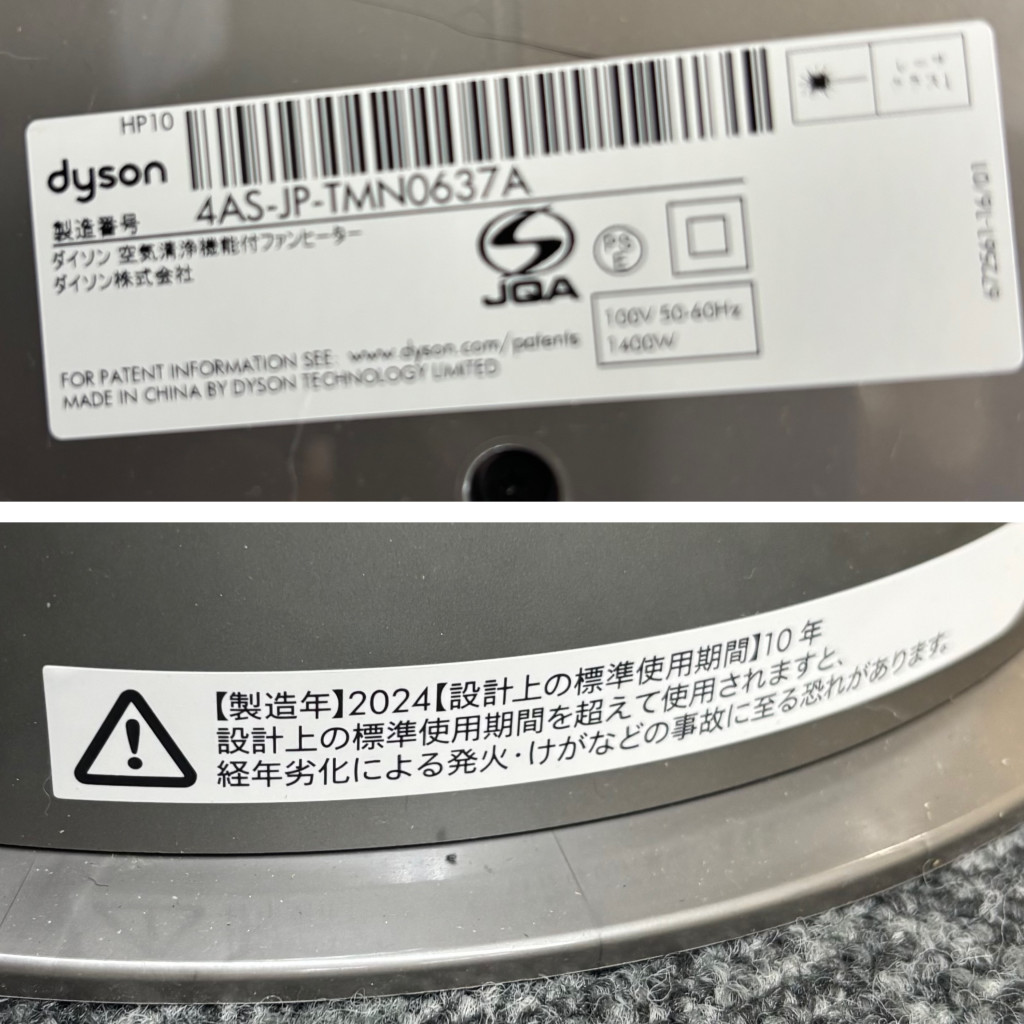 HP10
dyson
製造番号 4AS-JP-TMN0637A
ダイソン 空気清浄機能付ファンヒーター
ダイソン株式会社
JQA
PS
E
100V 50-60Hz
1400W
FOR PATENT INFORMATION SEE: www.dyson.com/patents
MADE IN CHINA BY DYSON TECHNOLOGY LIMITED
672561-16/01
【製造年】2024【設計上の標準使用期間】10年
設計上の標準使用期間を超えて使用されますと、
経年劣化による発火・けがなどの事故に至る恐れがあります。